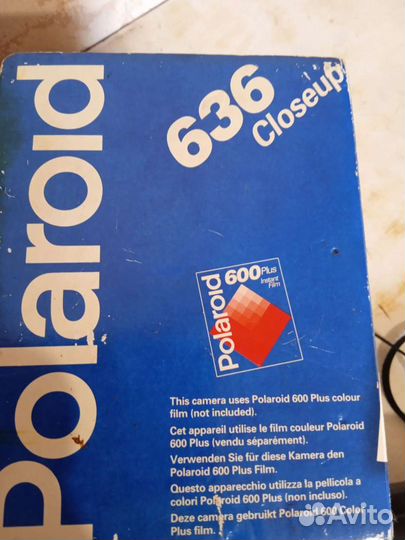 Polaroid
636
Closeup
Polaroid
600Plus
Instant
Film
This camera uses Polaroid 600 Plus colour
film (not included).
Cet appareil utilise le film couleur Polaroid
600 Plus (vendu séparément).
Verwenden Sie für diese Kamera den
Polaroid 600 Plus Film.
Questo apparecchio utilizza la pellicola a
colori Polaroid 600 Plus (non incluso).
Deze camera gebruikt Polaroid 600 Color
Plus film.
Avito